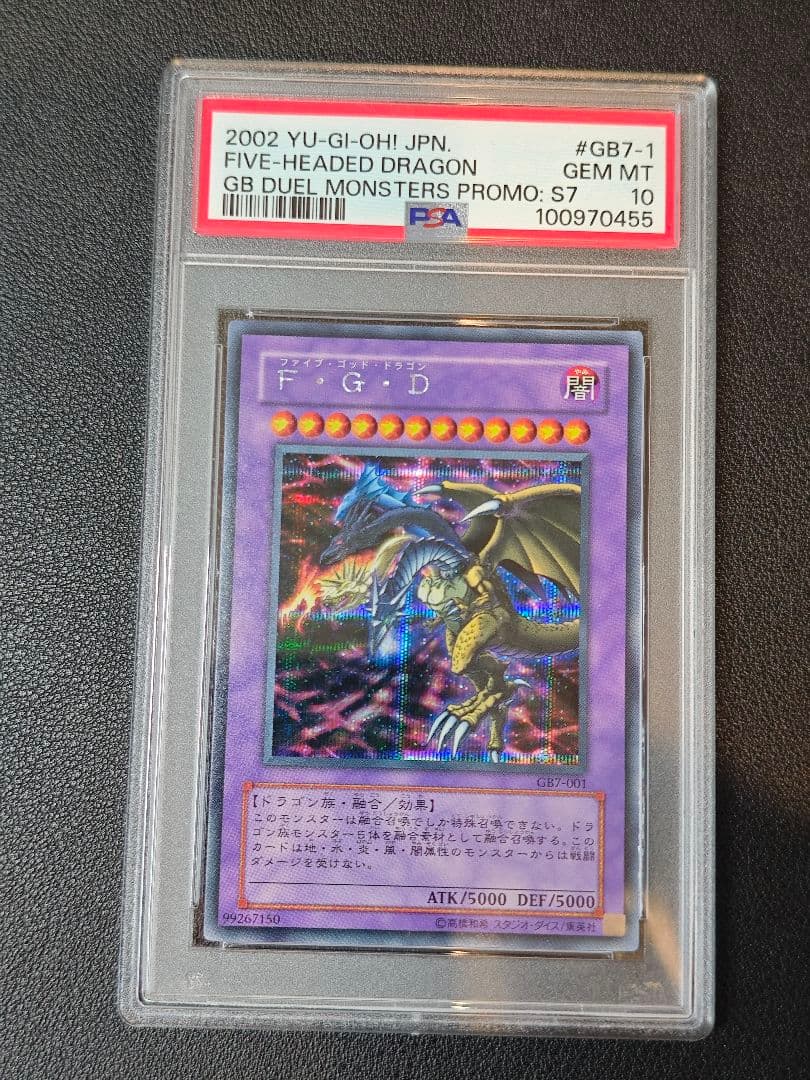 2002 YU-GI-OH! JPN. #GB7-1
FIVE-HEADED DRAGON GEM MT
GB DUEL MONSTERS PROMO: S7 10
PSA 100970455
ファイブ・ゴッド・ドラゴン
F・G・D
やみ
闇
GB7-001
【ドラゴン族・融合／効果】
このモンスターは融合召喚でしか特殊召喚できない。ドラ
ゴン族モンスター５体を融合素材として融合召喚する。この
カードは地・水・炎・風・闇属性のモンスターからは戦闘
ダメージを受けない。
ATK/5000 DEF/5000
99267150 ©高橋和希 スタジオ・ダイス/集英社